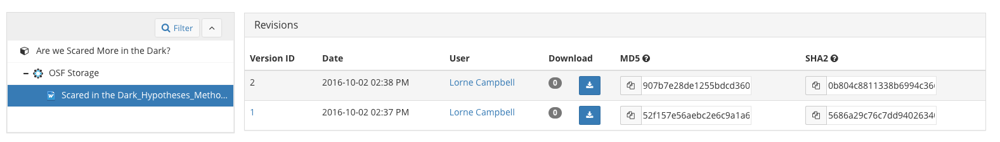 Filter
Are we Scared More in the Dark?
OSF Storage
Scared in the Dark_Hypotheses_Metho...
Revisions
Version ID Date User Download MD5 SHA2
2 2016-10-02 02:38 PM Lorne Campbell 0 907b7e28de1255bdcd360 0b804c8811338b6994c36
1 2016-10-02 02:37 PM Lorne Campbell 0 52f157e56aebc2e6c9a1a6 5686a29c76c7dd9402634